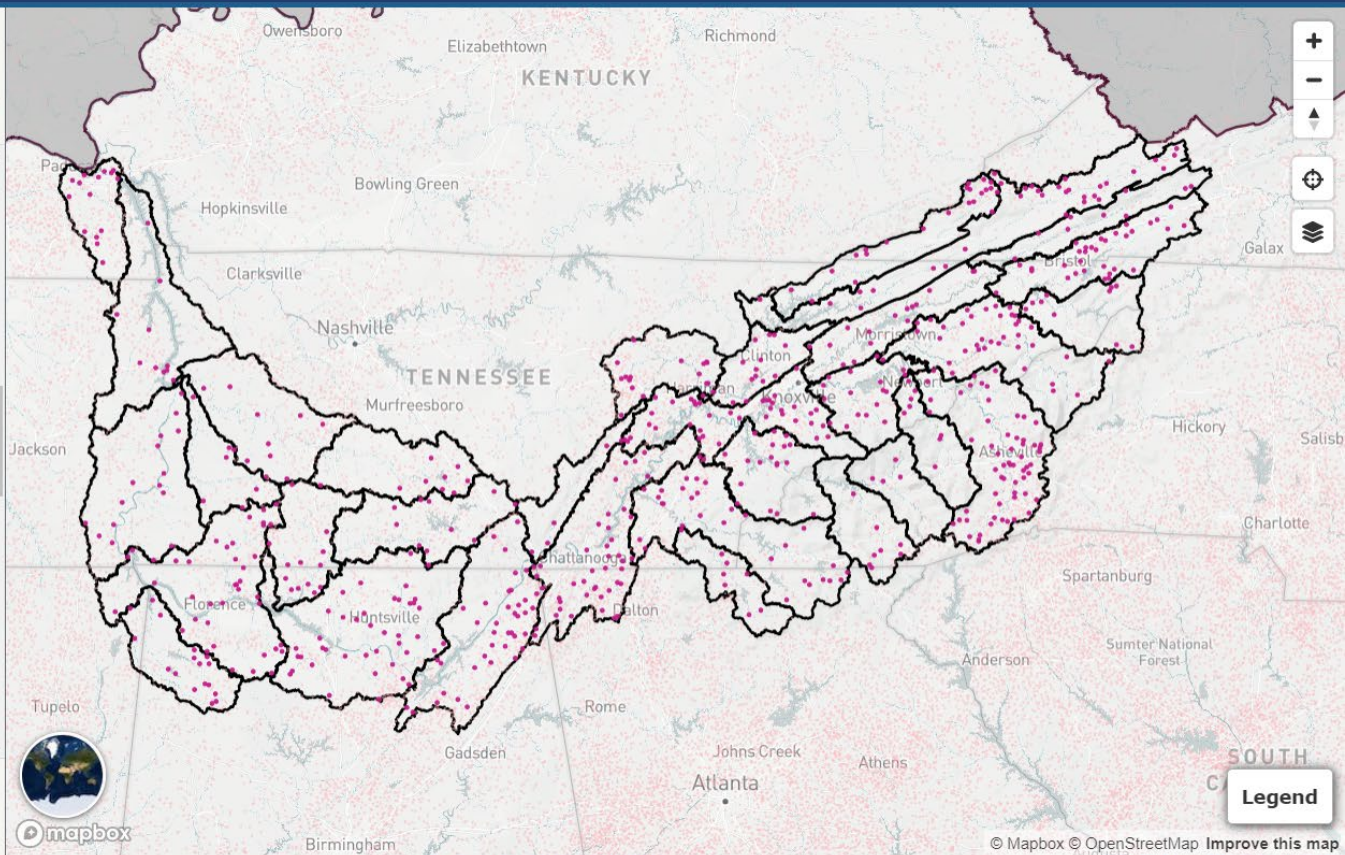 Owensboro
Elizabethtown
Richmond
KENTUCKY
Bowling Green
Hopkinsville
Galax
Clarksville
Bristol
Nashville
Morristown
Clinton
TENNESSEE
Newport
Knoxville
Murfreesboro
Hickory
Jackson
Asheville
Salisb
Charlotte
Chattanooga
Spartanburg
Florence
Dalton
Huntsville
Sumter National
Forest
Anderson
Tupelo
Rome
Gadsden
Johns Creek
SOUTH
Athens
Atlanta
Legend
mapbox
Birmingham
© Mapbox © OpenStreetMap Improve this map